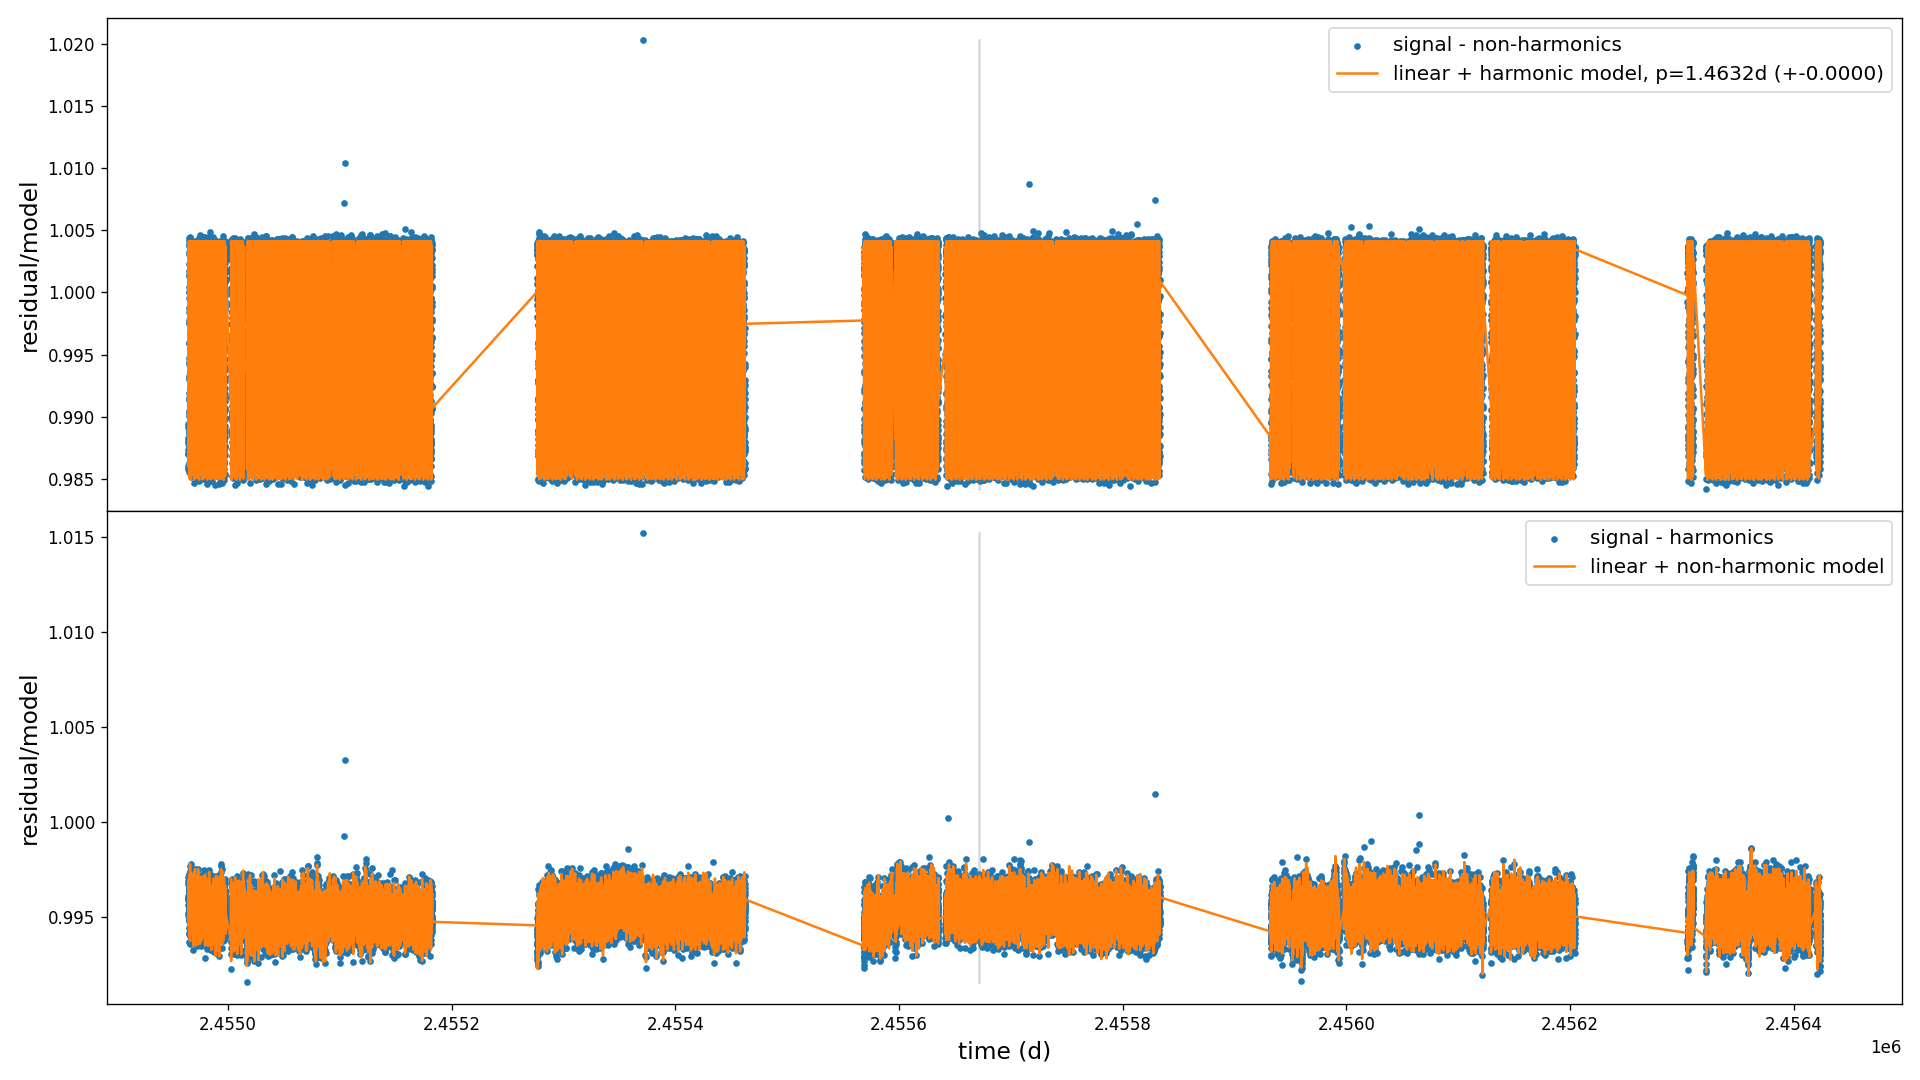 signal - non-harmonics
linear + harmonic model, p=1.4632d (+-0.0000)
1.020
1.015
1.010
1.005
1.000
0.995
0.990
0.985
residual/model
signal - harmonics
linear + non-harmonic model
1.015
1.010
1.005
1.000
0.995
residual/model
2.4550
2.4552
2.4554
2.4556
2.4558
2.4560
2.4562
2.4564
time (d)
1e6